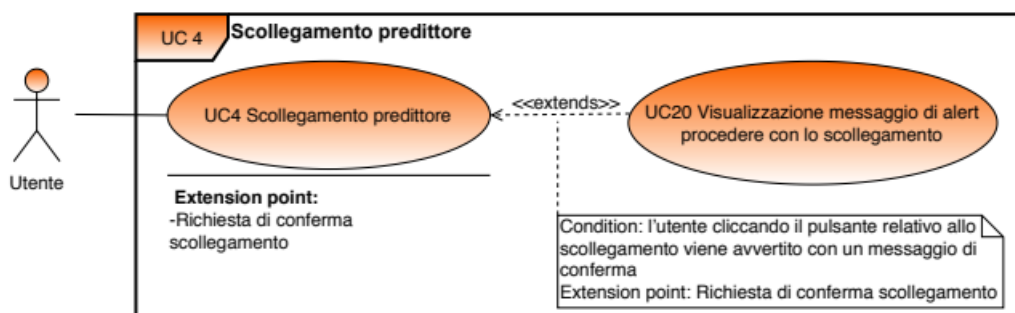 UC 4
Scollegamento predittore
Utente
UC4 Scollegamento predittore
<<extends>>
UC20 Visualizzazione messaggio di alert
procedere con lo scollegamento
Extension point:
-Richiesta di conferma
scollegamento
Condition: l'utente cliccando il pulsante relativo allo
scollegamento viene avvertito con un messaggio di
conferma
Extension point: Richiesta di conferma scollegamento